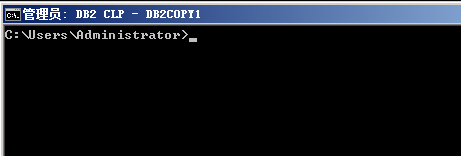 管理员: DB2 CLP - DB2COPY1
C:\Users\Administrator>